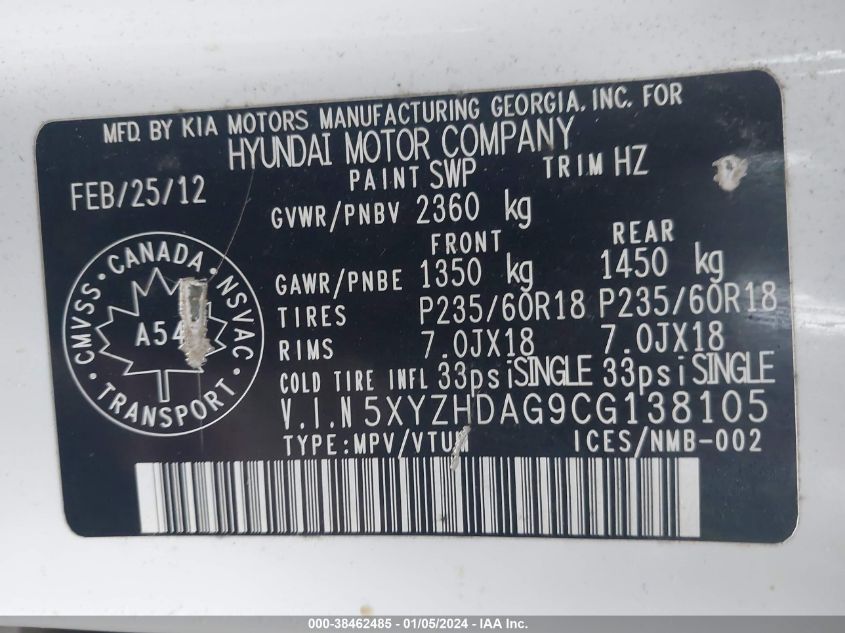 MFD. BY KIA MOTORS MANUFACTURING GEORGIA, INC. FOR
HYUNDAI MOTOR COMPANY
FEB/25/12 PAINT SWP TRIM HZ
GVWR/PNBV 2360 kg
FRONT REAR
GAWR/PNBE 1350 kg 1450 kg
TIRES P235/60R18 P235/60R18
RIMS 7.0JX18 7.0JX18
COLD TIRE INFL 33psi SINGLE 33psi SINGLE
V.I.N 5XYZHDAG9CG138105
TYPE:MPV/VTUM ICES/NMB-002
CMVSS • CANADA • NSVAC • TRANSPORT •
000-38462485 - 01/05/2024 - IAA Inc.